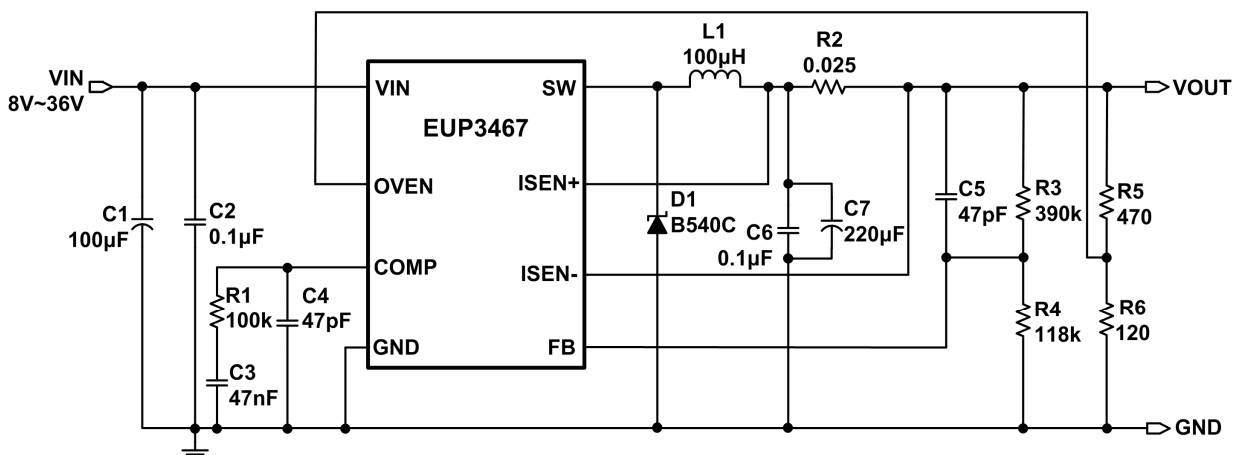 VIN
8V~36V
C1
100µF
C2
0.1µF
R1
100k
C3
47nF
C4
47pF
VIN
OVEN
COMP
GND
EUP3467
SW
ISEN+
ISEN-
FB
L1
100µH
D1
B540C
R2
0.025
C6
0.1µF
C7
220µF
C5
47pF
R3
390k
R4
118k
R5
470
R6
120
VOUT
GND